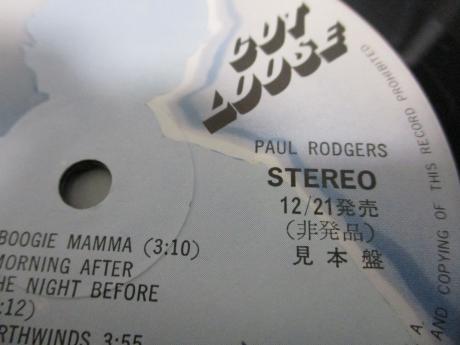 CUT
LOOSE
PAUL RODGERS
STEREO
12/21発売
(非発品)
見本盤
BOOGIE MAMMA (3:10)
MORNING AFTER
HE NIGHT BEFORE
:12)
RTHWINDS 3:55
A.
AND COPYING OF THIS RECORD PROHIBITED